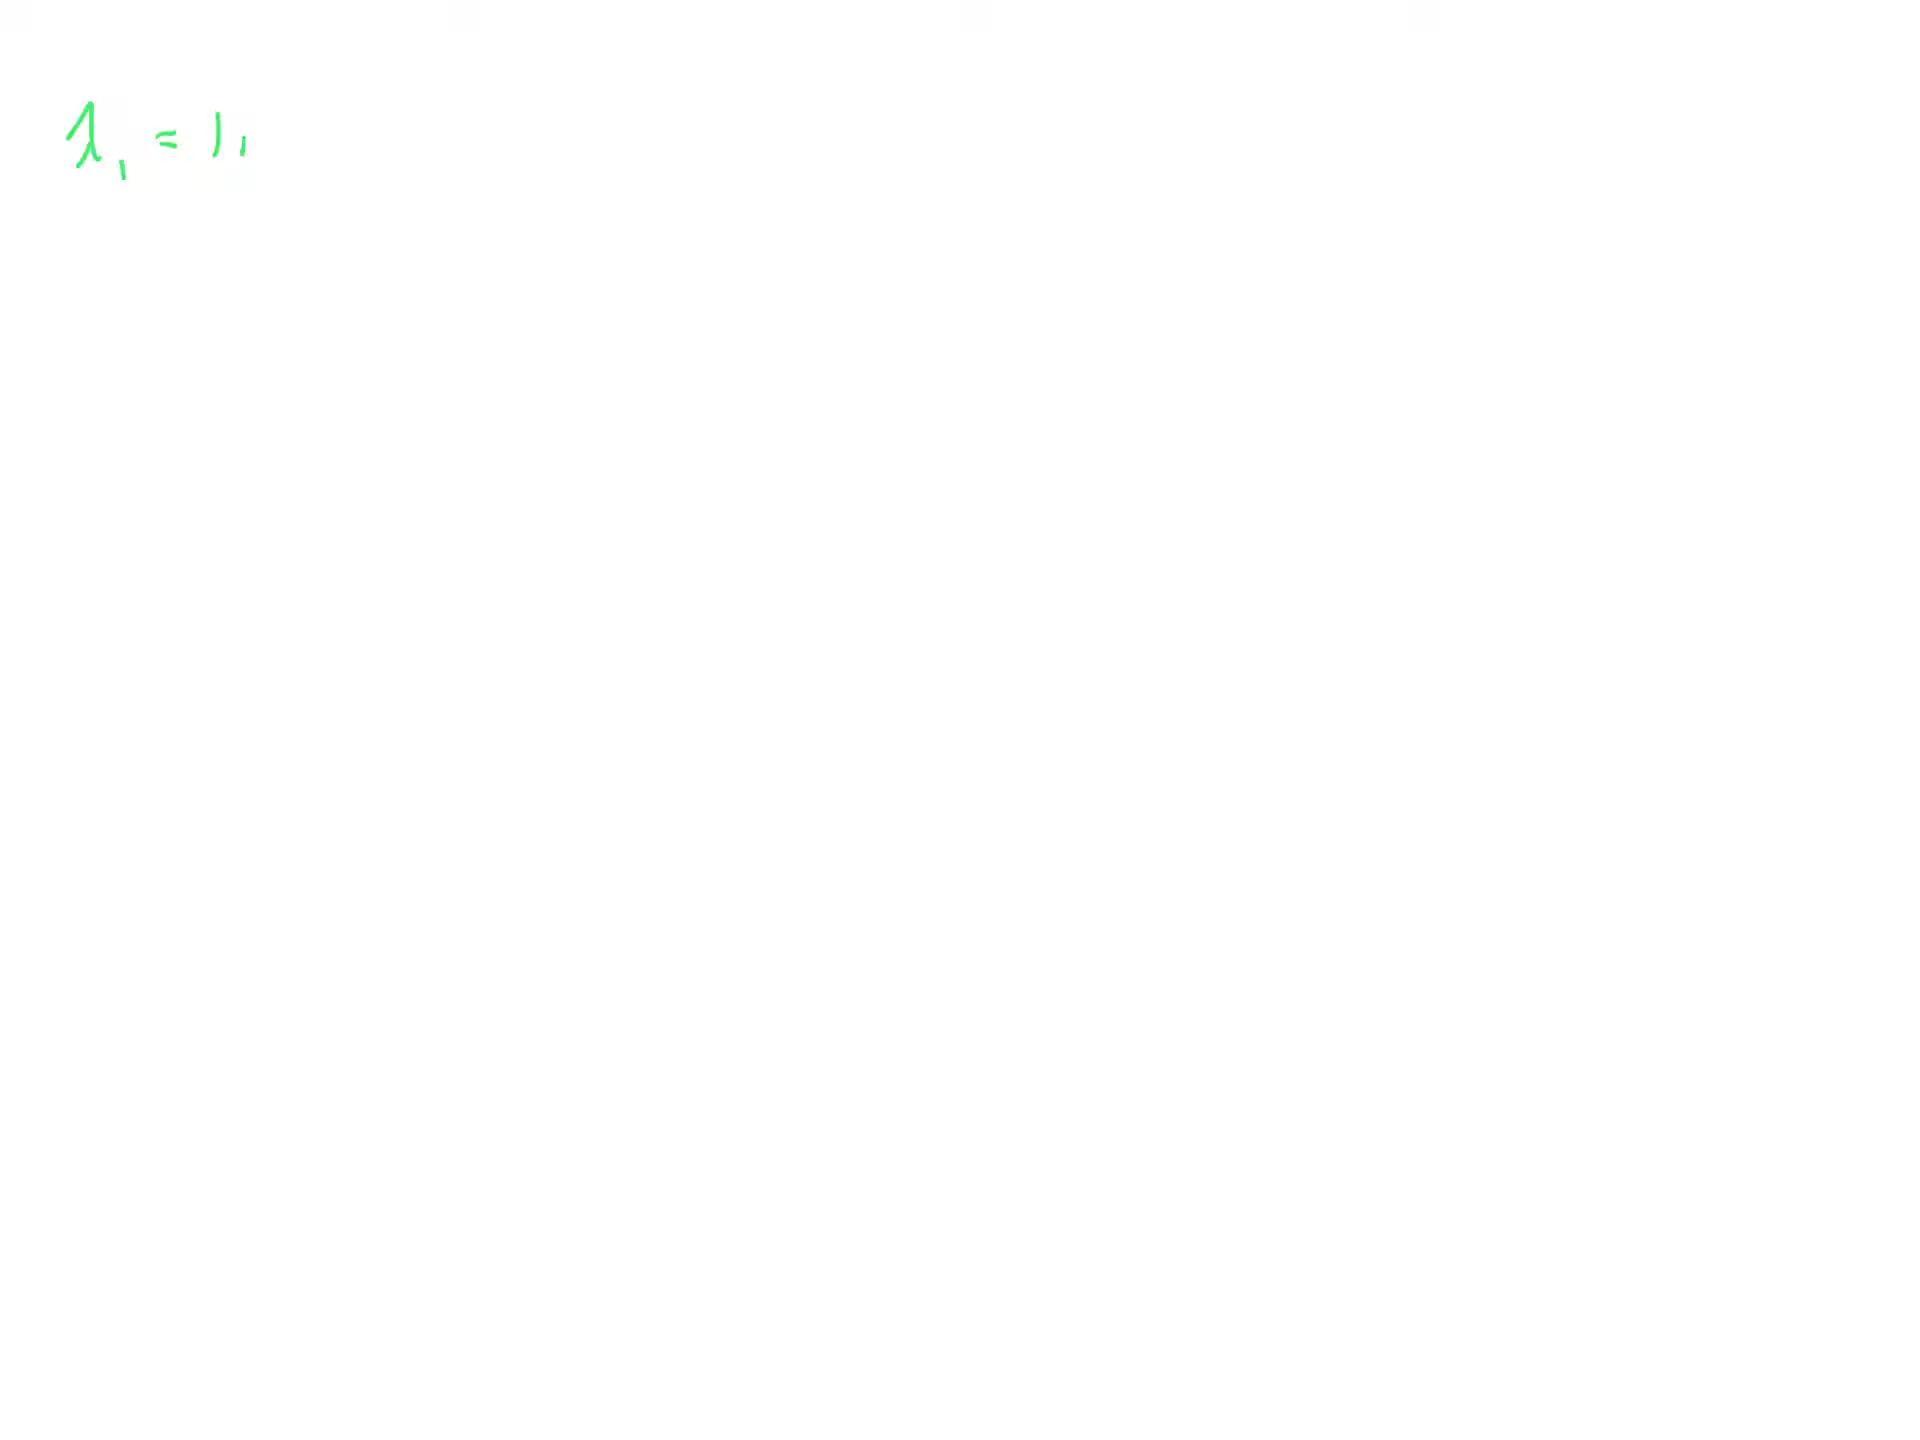 λ₁ = 1,